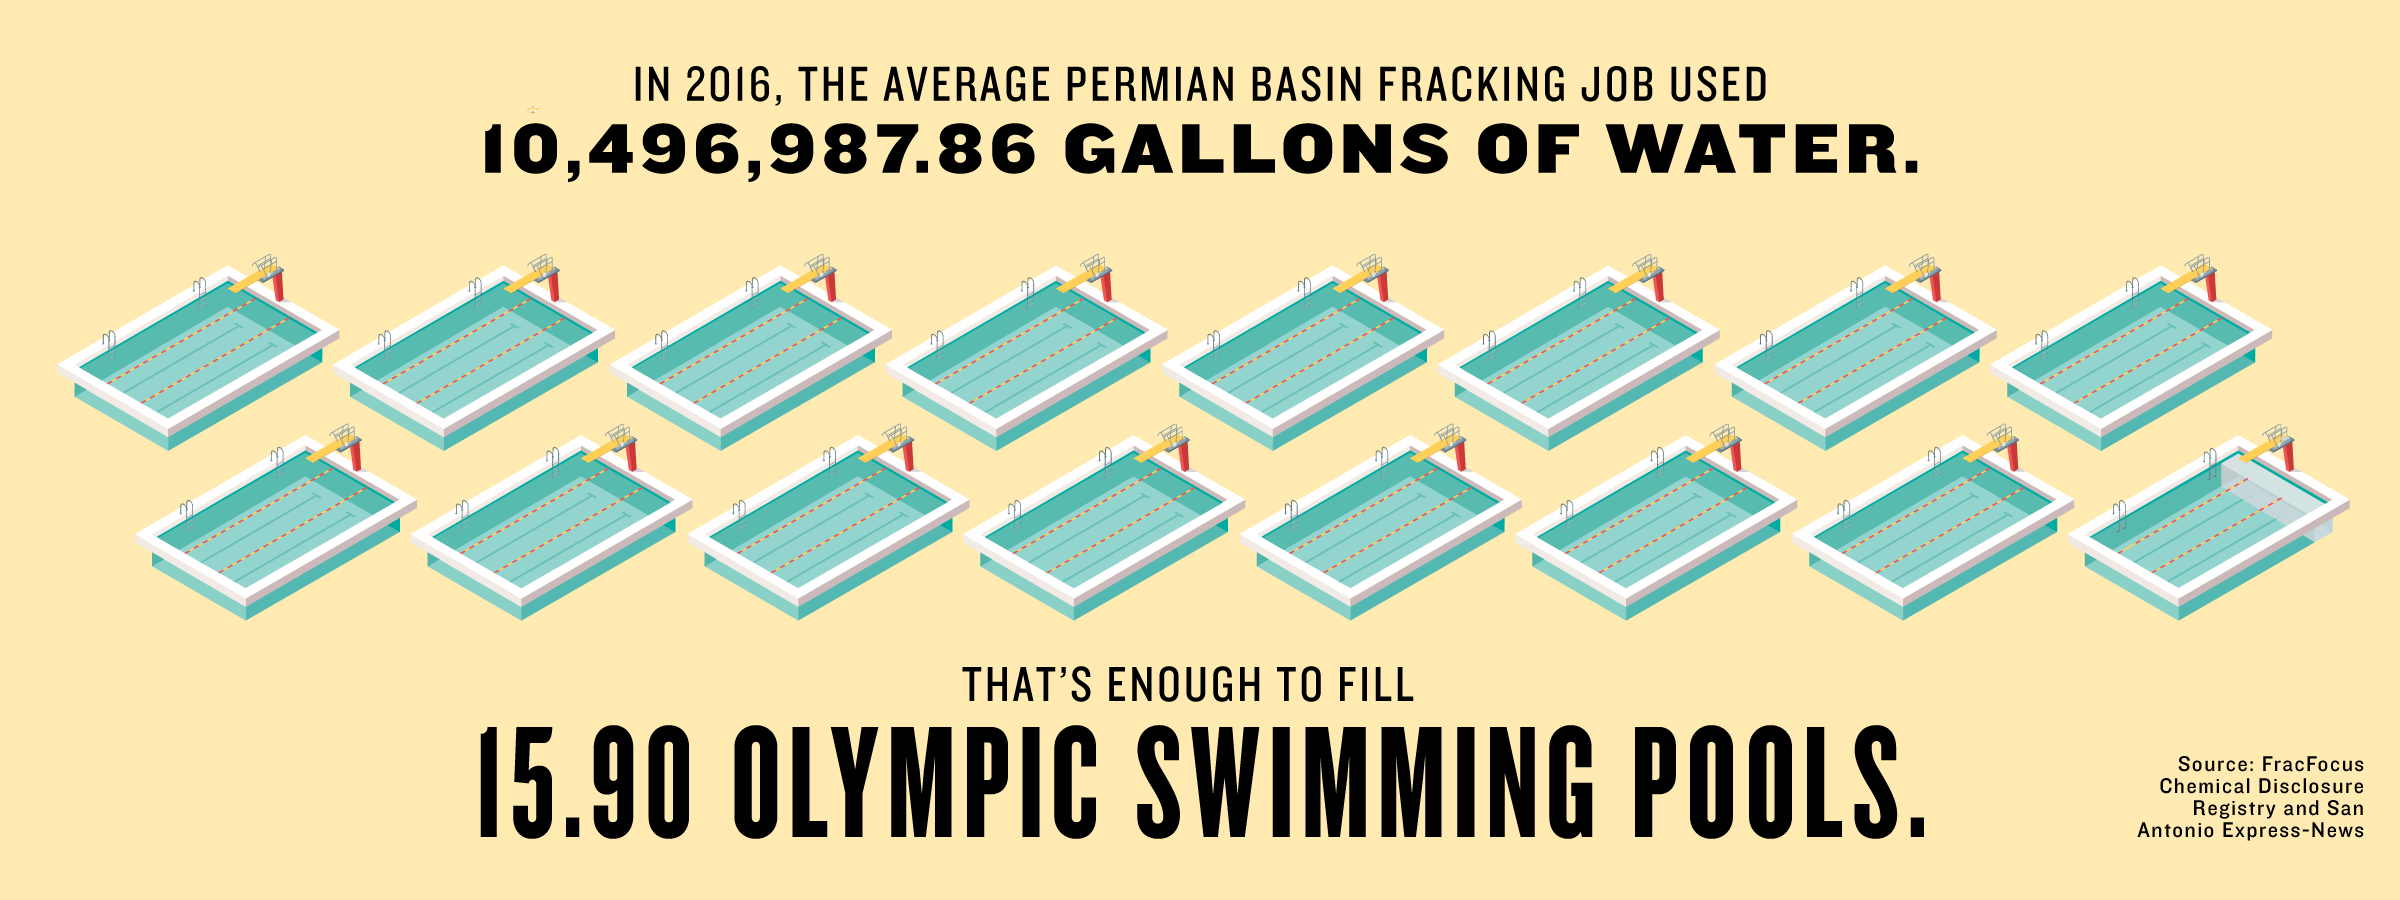 IN 2016, THE AVERAGE PERMIAN BASIN FRACKING JOB USED
10,496,987.86 GALLONS OF WATER.
THAT'S ENOUGH TO FILL
15.90 OLYMPIC SWIMMING POOLS.
Source: FracFocus
Chemical Disclosure
Registry and San
Antonio Express-News